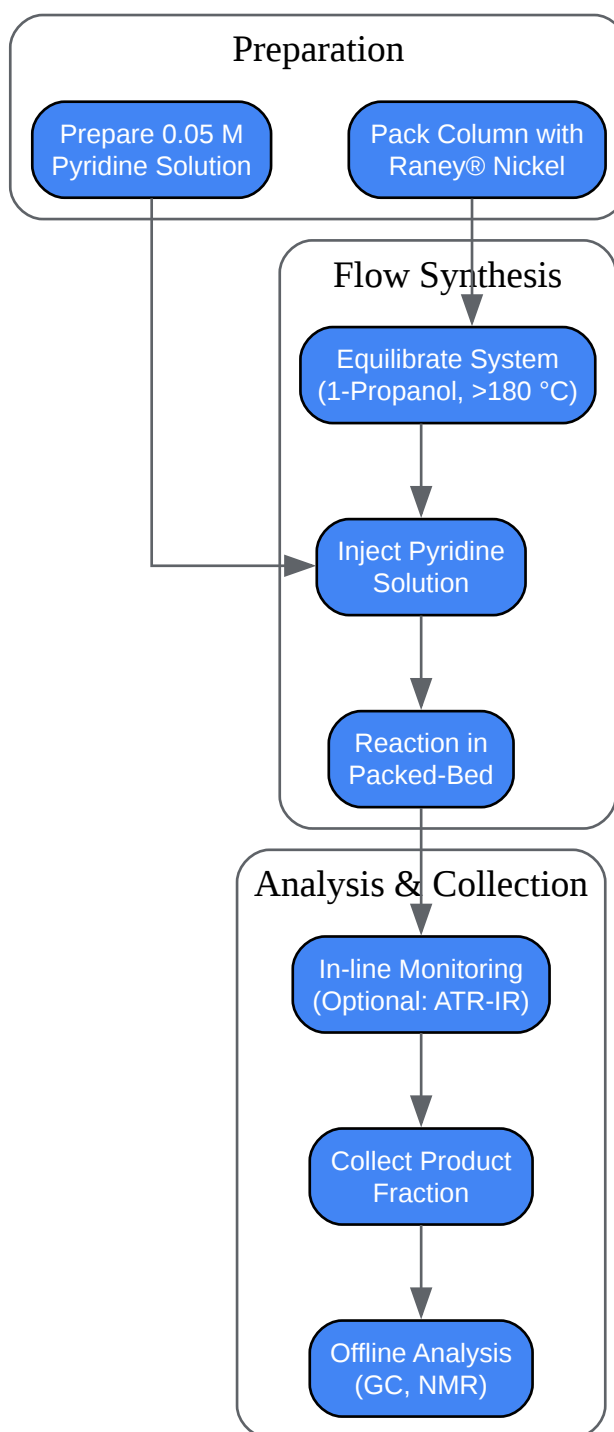 Preparation
Prepare 0.05 M
Pyridine Solution
Pack Column with
Raney® Nickel
Flow Synthesis
Equilibrate System
(1-Propanol, >180 °C)
Inject Pyridine
Solution
Reaction in
Packed-Bed
Analysis & Collection
In-line Monitoring
(Optional: ATR-IR)
Collect Product
Fraction
Offline Analysis
(GC, NMR)